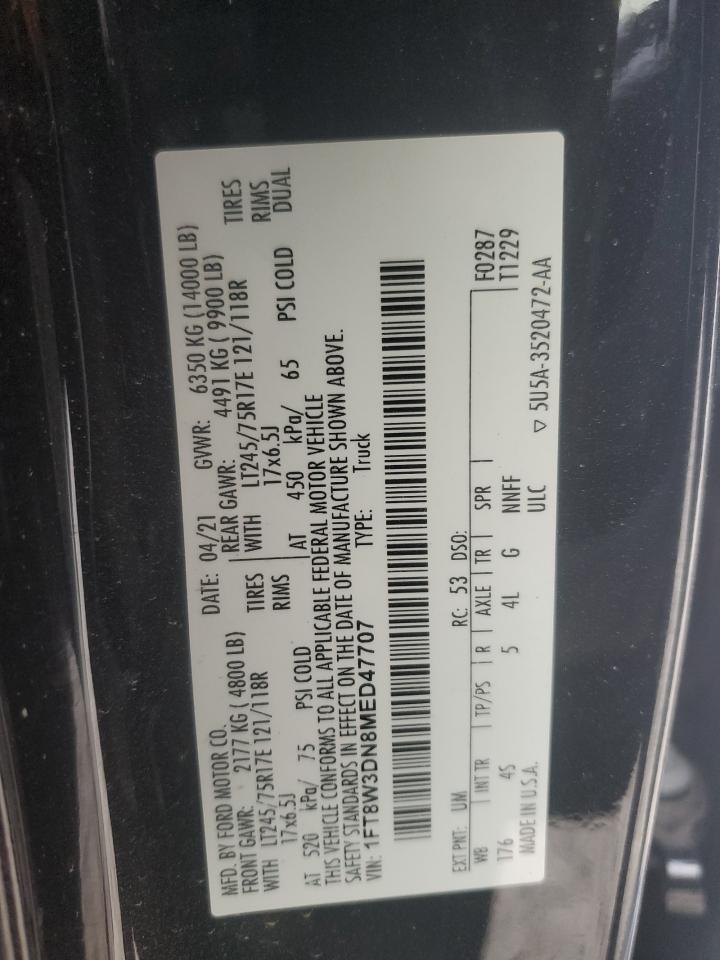 MFD. BY FORD MOTOR CO.
DATE: 04/21 GVWR: 6350 KG (14000 LB)
FRONT GAWR: 2177 KG ( 4800 LB) REAR GAWR: 4491 KG ( 9900 LB)
WITH LT245/75R17E 121/118R TIRES WITH LT245/75R17E 121/118R TIRES
17x6.5J RIMS 17x6.5J RIMS
AT 520 kPa/ 75 PSI COLD AT 450 kPa/ 65 PSI COLD DUAL
THIS VEHICLE CONFORMS TO ALL APPLICABLE FEDERAL MOTOR VEHICLE
SAFETY STANDARDS IN EFFECT ON THE DATE OF MANUFACTURE SHOWN ABOVE.
VIN: 1FT8W3DN8MED47707 TYPE: Truck
EXT PNT: UM RC: 53 DSO: F0287
WB INT TR TP/PS R AXLE TR SPR T1229
176 4S 5 4L G NNFF
MADE IN U.S.A. ULC
▽ 5U5A-3520472-AA